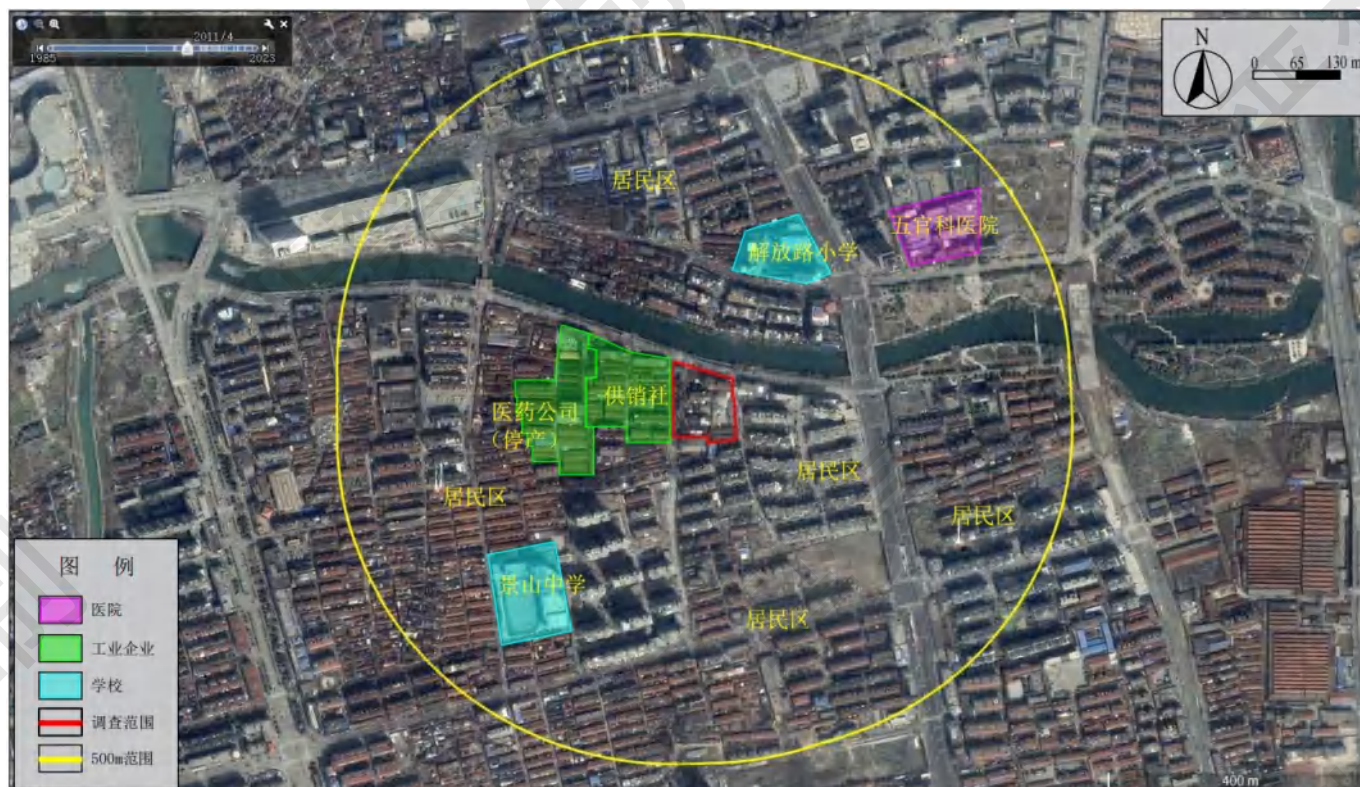 2011/4
1985
2023
N
0 65 130 m
居民区
五官科医院
解放路小学
供销社
医药公司
(停产)
居民区
居民区
居民区
景山中学
居民区
图 例
医院
工业企业
学校
调查范围
500m范围
400 m